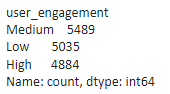 user_engagement
Medium    5489
Low       5035
High      4884
Name: count, dtype: int64